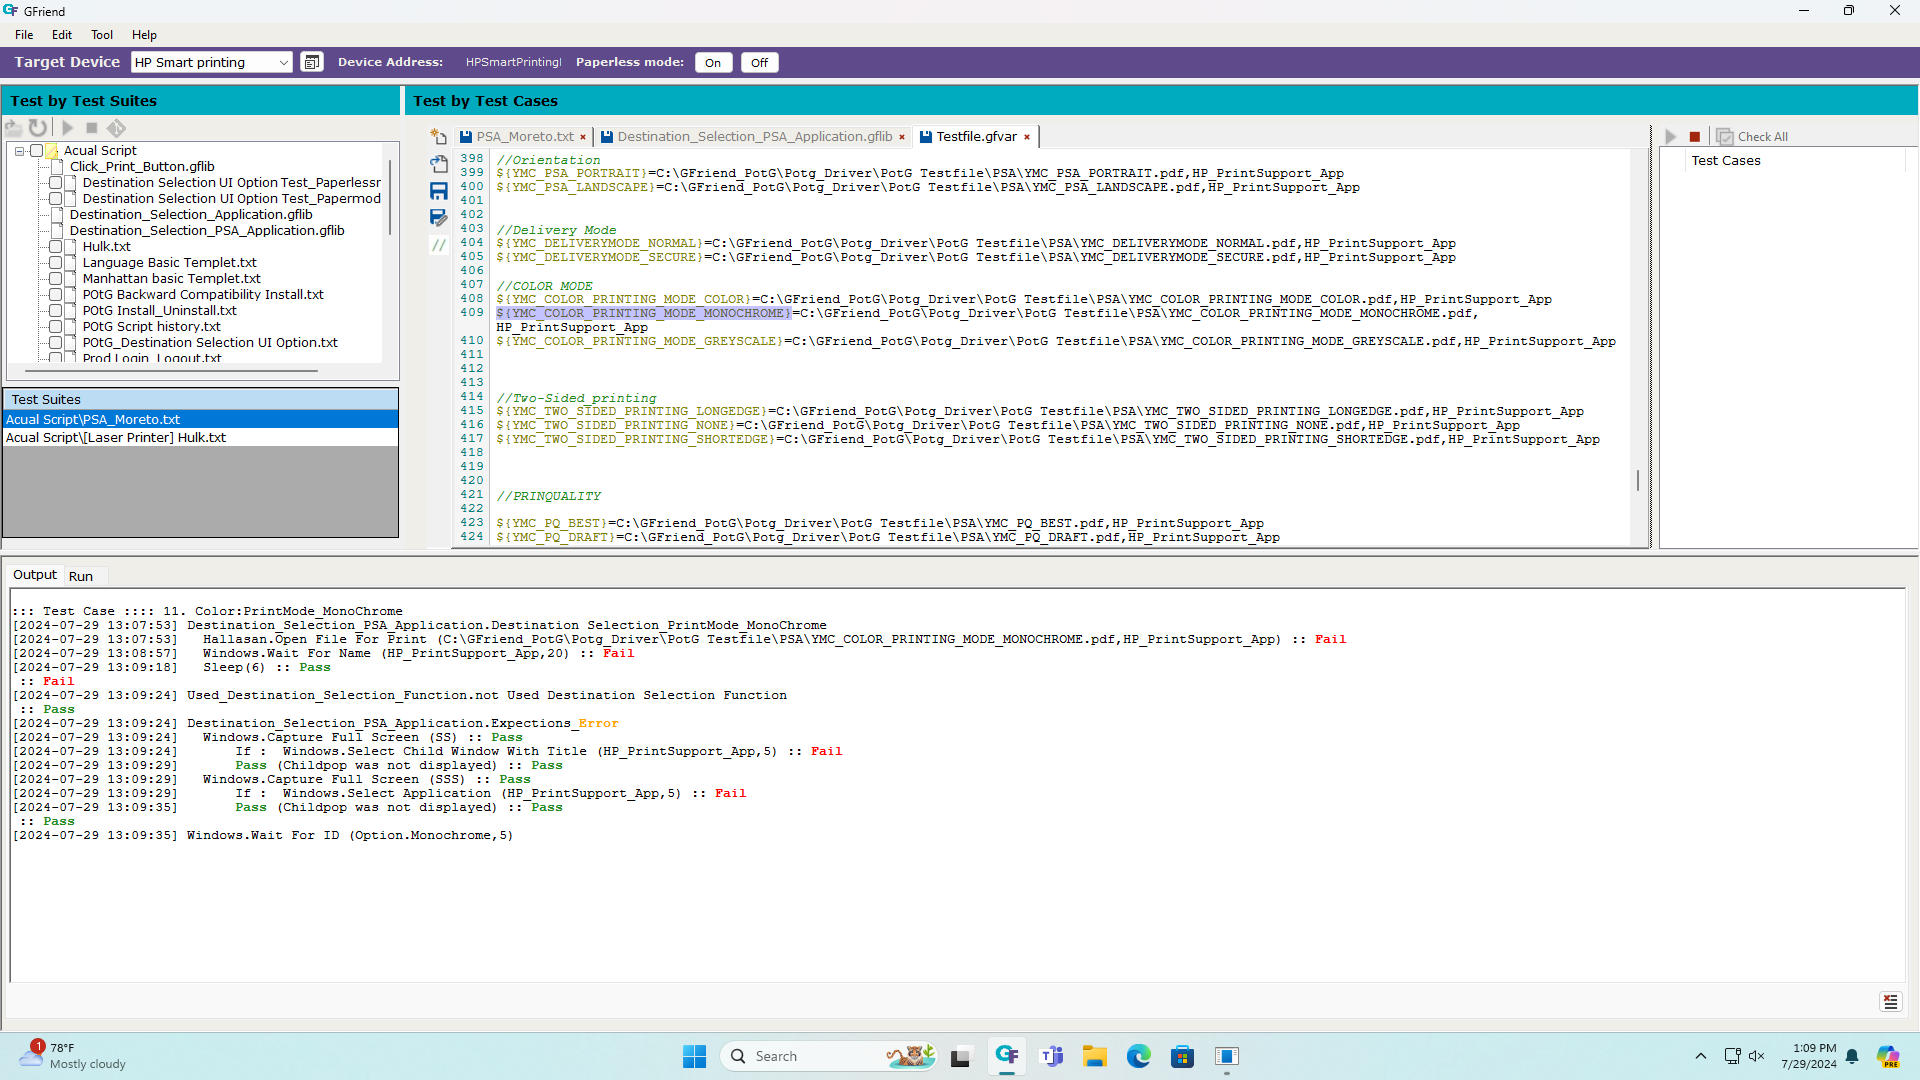 GFriend
File Edit Tool Help
Target Device HP Smart printing Device Address: HPSmartPrintingI Paperless mode: On Off
Test by Test Suites
Test by Test Cases
Acual Script
Click_Print_Button.gflib
Destination Selection UI Option Test_Paperlessr
Destination Selection UI Option Test_Papermod
Destination_Selection_Application.gflib
Destination_Selection_PSA_Application.gflib
Hulk.txt
Language Basic Templet.txt
Manhattan basic Templet.txt
POtG Backward Compatibility Install.txt
POtG Install_Uninstall.txt
POtG Script history.txt
POtG_Destination Selection UI Option.txt
Prod Login_Logout.txt
Test Suites
Acual Script\PSA_Moreto.txt
Acual Script\[Laser Printer] Hulk.txt
PSA_Moreto.txt × Destination_Selection_PSA_Application.gflib × Testfile.gfvar ×
398 //Orientation
399 ${YMC_PSA_PORTRAIT}=C:\GFriend_PotG\Potg_Driver\PotG Testfile\PSA\YMC_PSA_PORTRAIT.pdf,HP_PrintSupport_App
400 ${YMC_PSA_LANDSCAPE}=C:\GFriend_PotG\Potg_Driver\PotG Testfile\PSA\YMC_PSA_LANDSCAPE.pdf,HP_PrintSupport_App
401
402
403 //Delivery Mode
404 ${YMC_DELIVERYMODE_NORMAL}=C:\GFriend_PotG\Potg_Driver\PotG Testfile\PSA\YMC_DELIVERYMODE_NORMAL.pdf,HP_PrintSupport_App
405 ${YMC_DELIVERYMODE_SECURE}=C:\GFriend_PotG\Potg_Driver\PotG Testfile\PSA\YMC_DELIVERYMODE_SECURE.pdf,HP_PrintSupport_App
406
407 //COLOR MODE
408 ${YMC_COLOR_PRINTING_MODE_COLOR}=C:\GFriend_PotG\Potg_Driver\PotG Testfile\PSA\YMC_COLOR_PRINTING_MODE_COLOR.pdf,HP_PrintSupport_App
409 ${YMC_COLOR_PRINTING_MODE_MONOCHROME}=C:\GFriend_PotG\Potg_Driver\PotG Testfile\PSA\YMC_COLOR_PRINTING_MODE_MONOCHROME.pdf,
HP_PrintSupport_App
410 ${YMC_COLOR_PRINTING_MODE_GREYSCALE}=C:\GFriend_PotG\Potg_Driver\PotG Testfile\PSA\YMC_COLOR_PRINTING_MODE_GREYSCALE.pdf,HP_PrintSupport_App
411
412
413
414 //Two-Sided_printing
415 ${YMC_TWO_SIDED_PRINTING_LONGEDGE}=C:\GFriend_PotG\Potg_Driver\PotG Testfile\PSA\YMC_TWO_SIDED_PRINTING_LONGEDGE.pdf,HP_PrintSupport_App
416 ${YMC_TWO_SIDED_PRINTING_NONE}=C:\GFriend_PotG\Potg_Driver\PotG Testfile\PSA\YMC_TWO_SIDED_PRINTING_NONE.pdf,HP_PrintSupport_App
417 ${YMC_TWO_SIDED_PRINTING_SHORTEDGE}=C:\GFriend_PotG\Potg_Driver\PotG Testfile\PSA\YMC_TWO_SIDED_PRINTING_SHORTEDGE.pdf,HP_PrintSupport_App
418
419
420
421 //PRINQUALITY
422
423 ${YMC_PQ_BEST}=C:\GFriend_PotG\Potg_Driver\PotG Testfile\PSA\YMC_PQ_BEST.pdf,HP_PrintSupport_App
424 ${YMC_PQ_DRAFT}=C:\GFriend_PotG\Potg_Driver\PotG Testfile\PSA\YMC_PQ_DRAFT.pdf,HP_PrintSupport_App
Check All
Test Cases
Output Run
::: Test Case :::: 11. Color:PrintMode_MonoChrome
[2024-07-29 13:07:53] Destination_Selection_PSA_Application.Destination Selection_PrintMode_MonoChrome
[2024-07-29 13:07:53] Hallasan.Open File For Print (C:\GFriend_PotG\Potg_Driver\PotG Testfile\PSA\YMC_COLOR_PRINTING_MODE_MONOCHROME.pdf,HP_PrintSupport_App) :: Fail
[2024-07-29 13:08:57] Windows.Wait For Name (HP_PrintSupport_App,20) :: Fail
[2024-07-29 13:09:18] Sleep(6) :: Pass
:: Fail
[2024-07-29 13:09:24] Used_Destination_Selection_Function.not Used Destination Selection Function
:: Pass
[2024-07-29 13:09:24] Destination_Selection_PSA_Application.Expections_Error
[2024-07-29 13:09:24] Windows.Capture Full Screen (SS) :: Pass
[2024-07-29 13:09:24] If : Windows.Select Child Window With Title (HP_PrintSupport_App,5) :: Fail
[2024-07-29 13:09:29] Pass (Childpop was not displayed) :: Pass
[2024-07-29 13:09:29] Windows.Capture Full Screen (SSS) :: Pass
[2024-07-29 13:09:29] If : Windows.Select Application (HP_PrintSupport_App,5) :: Fail
[2024-07-29 13:09:35] Pass (Childpop was not displayed) :: Pass
:: Pass
[2024-07-29 13:09:35] Windows.Wait For ID (Option.Monochrome,5)
1
78°F
Mostly cloudy
Search
1:09 PM
7/29/2024
PRE